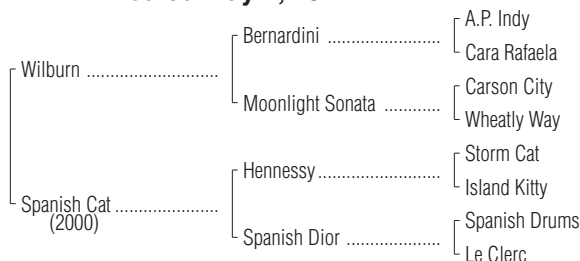 A.P. Indy
Bernardini
Cara Rafaela
Wilburn
Carson City
Moonlight Sonata
Wheatly Way
Storm Cat
Hennessy
Island Kitty
Spanish Cat
(2000)
Spanish Drums
Spanish Dior
Le Clerc